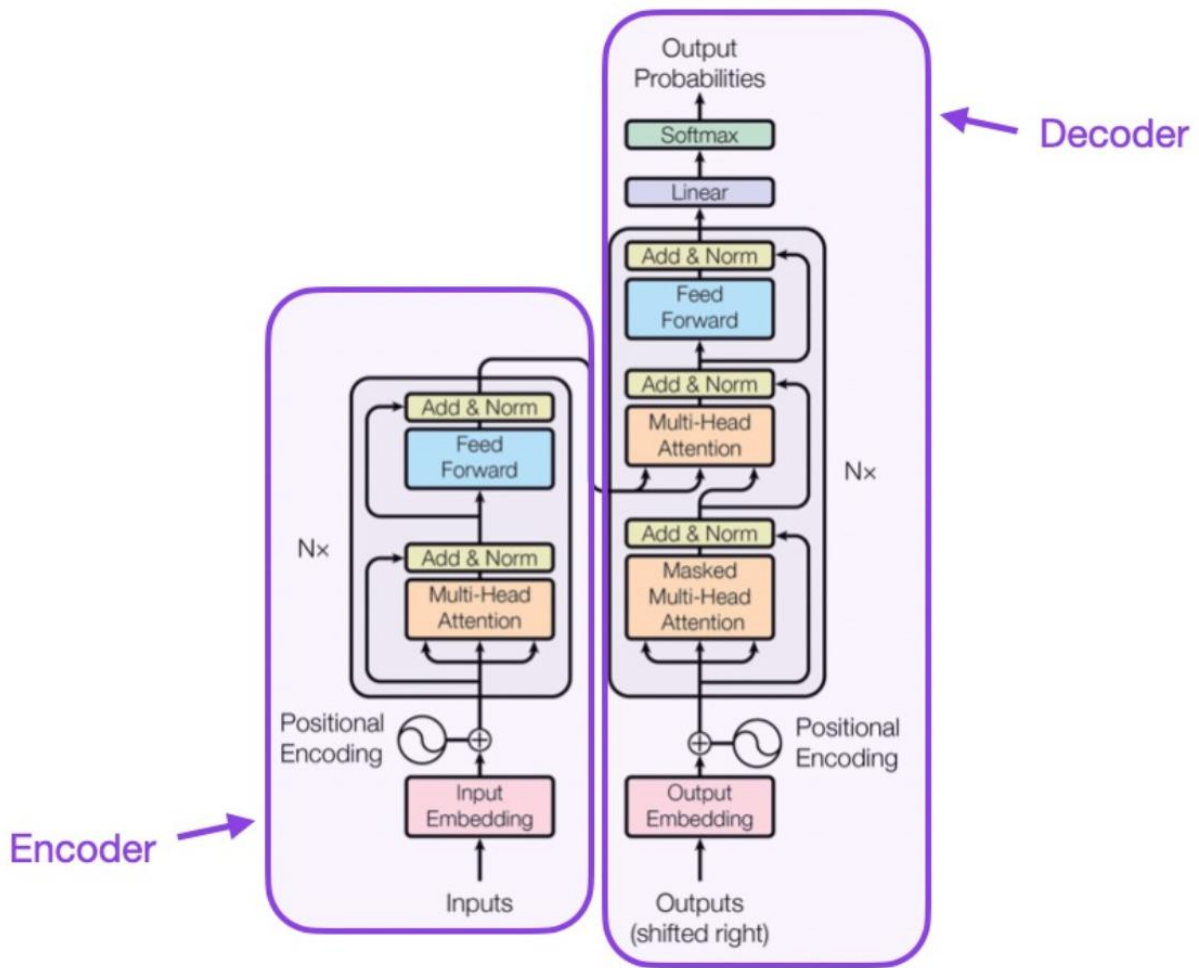 Output
Probabilities
Softmax
Linear
Add & Norm
Feed
Forward
Add & Norm
Multi-Head
Attention
Add & Norm
Masked
Multi-Head
Attention
Nx
Positional
Encoding
Output
Embedding
Outputs
(shifted right)
Decoder
Add & Norm
Feed
Forward
Add & Norm
Multi-Head
Attention
Nx
Positional
Encoding
Input
Embedding
Inputs
Encoder